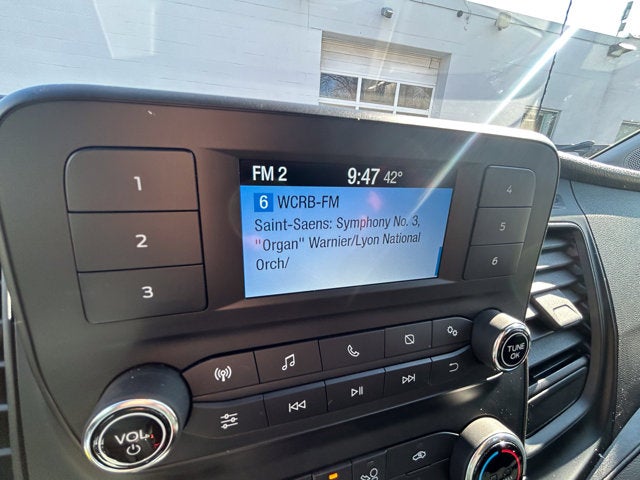 FM 2 9:47 42°
6 WCRB-FM
Saint-Saens: Symphony No. 3,
"Organ" Warnier/Lyon National
Orch/
1
2
3
4
5
6
TUNE
OK
VOL